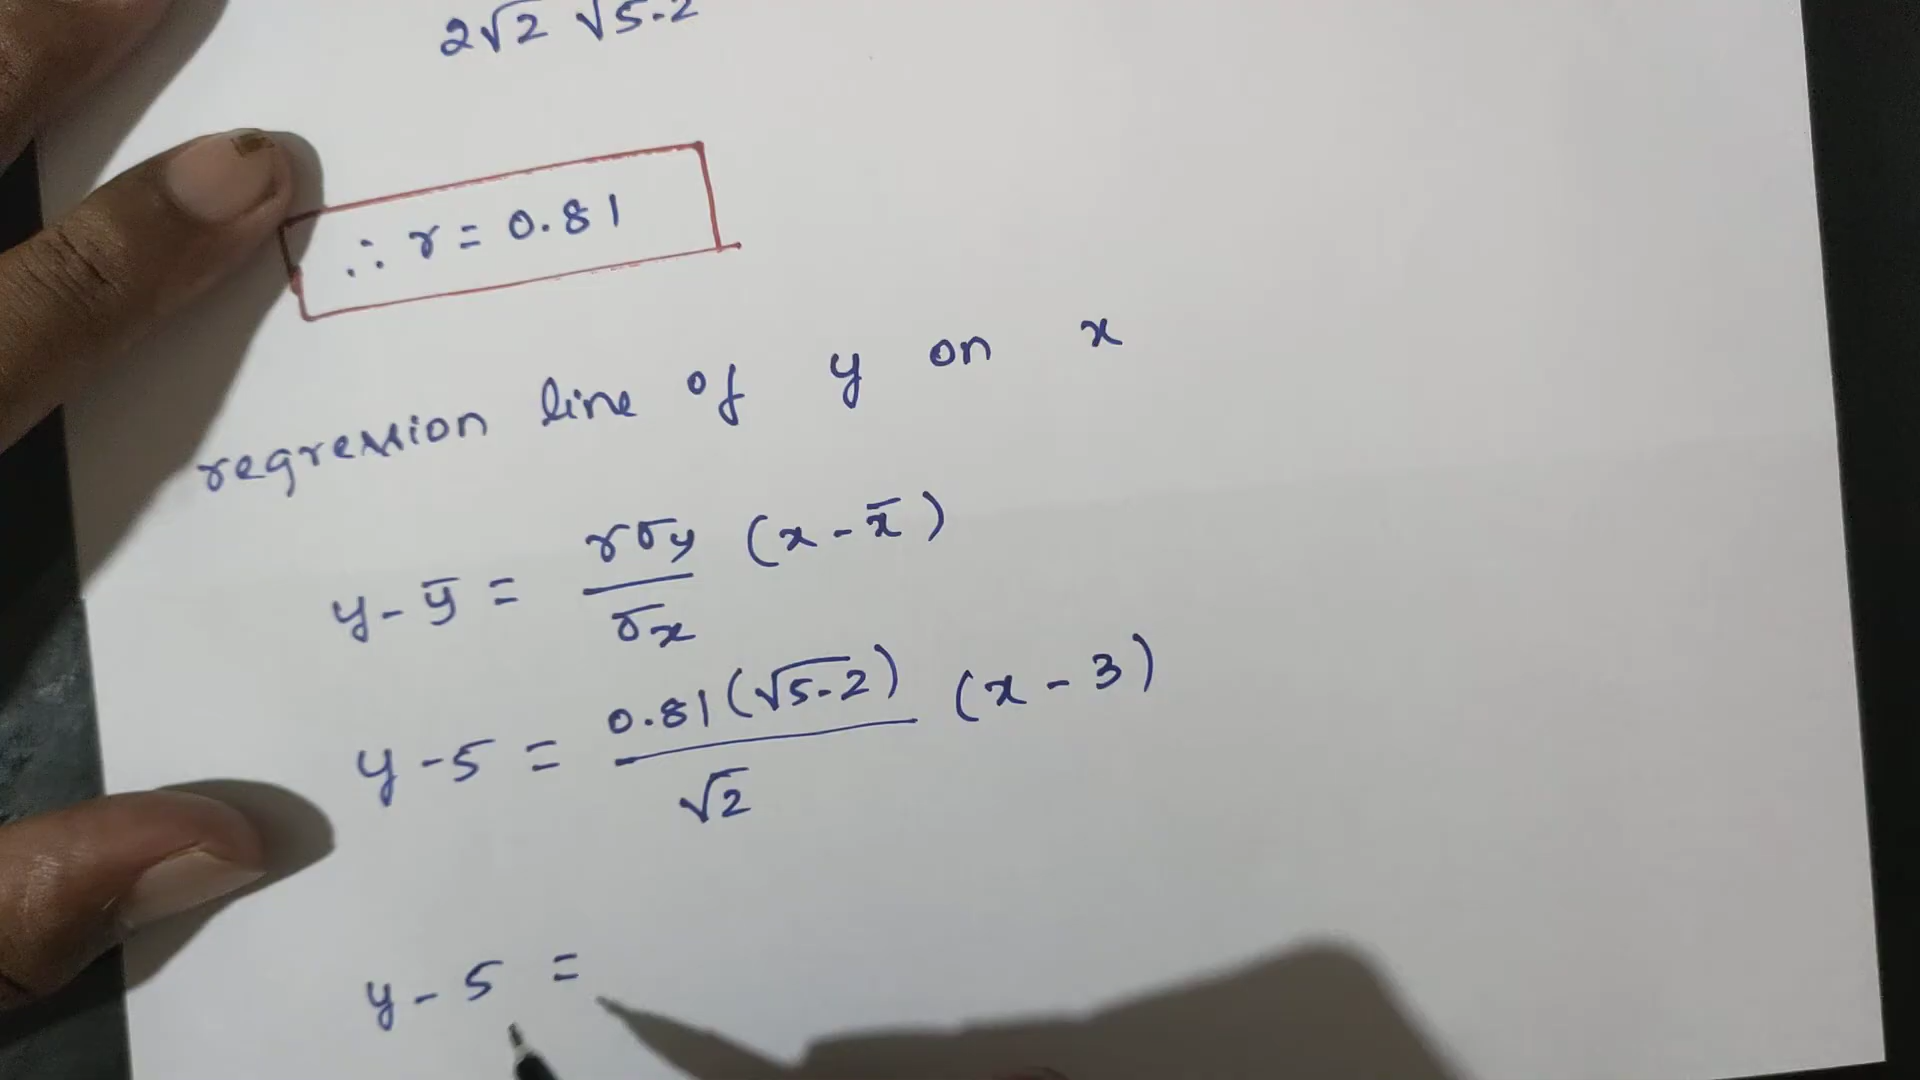 2√2 √5.2
∴ r = 0.81
regression line of y on x
y - ȳ = rσy/σx (x - x̄)
y - 5 = 0.81(√5.2)/√2 (x - 3)
y - 5 =